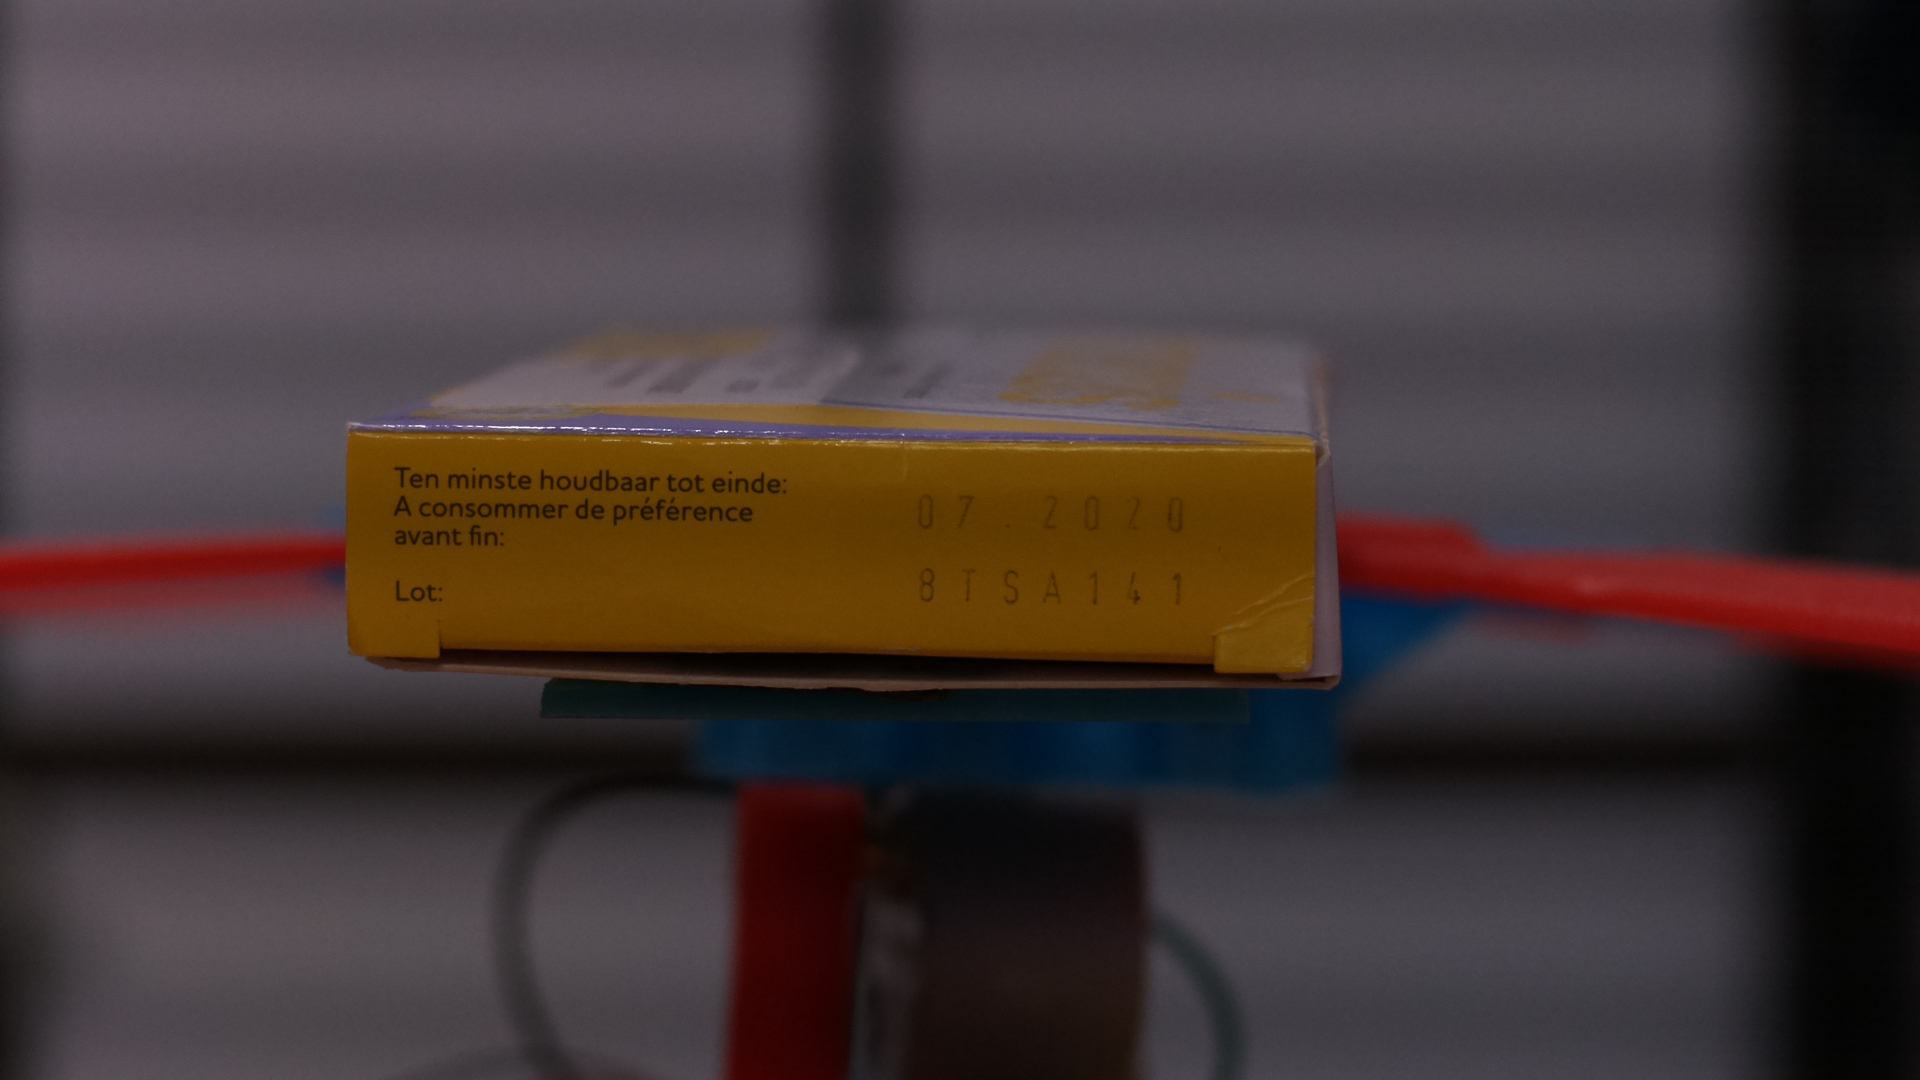 Ten minste houdbaar tot einde:
A consommer de préférence
avant fin:
07.2020
Lot:
8TSA141